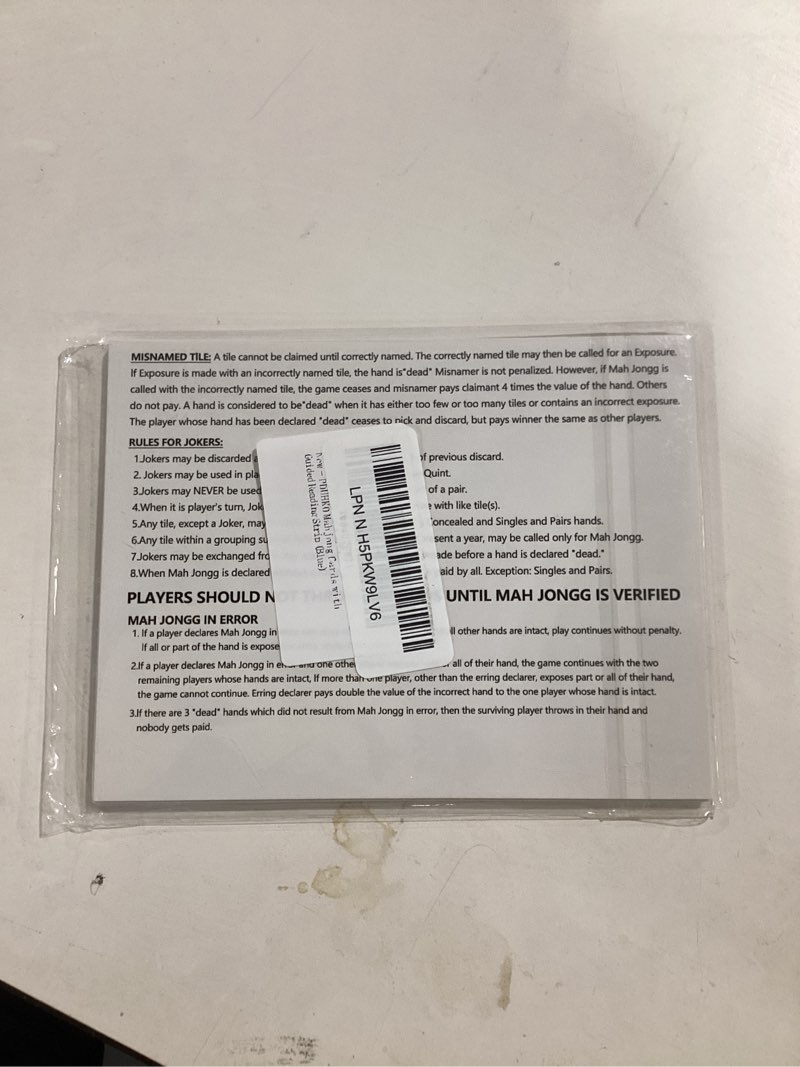 MISNAMED TILE: A tile cannot be claimed until correctly named. The correctly named tile may then be called for an Exposure.
If Exposure is made with an incorrectly named tile, the hand is"dead" Misnamer is not penalized. However, if Mah Jongg is
called with the incorrectly named tile, the game ceases and misnamer pays claimant 4 times the value of the hand. Others
do not pay. A hand is considered to be"dead" when it has either too few or too many tiles or contains an incorrect exposure.
The player whose hand has been declared "dead" ceases to pick and discard, but pays winner the same as other players.
RULES FOR JOKERS:
1.Jokers may be discarded previous discard.
2. Jokers may be used in Quint.
3.Jokers may NEVER be used of a pair.
4.When it is player's turn, with like tile(s).
5.Any tile, except a Joker, may and Singles and Pairs hands.
6.Any tile within a grouping a year, may be called only for Mah Jongg.
7.Jokers may be exchanged before a hand is declared "dead."
8.When Mah Jongg is declared by all. Exception: Singles and Pairs.
PLAYERS SHOULD UNTIL MAH JONGG IS VERIFIED
MAH JONGG IN ERROR
1. If a player declares Mah Jongg in other hands are intact, play continues without penalty.
If all or part of the hand is
2.If a player declares Mah Jongg in and one all of their hand, the game continues with the two
remaining players whose hands are intact, If more than one player, other than the erring declarer, exposes part or all of their hand,
the game cannot continue. Erring declarer pays double the value of the incorrect hand to the one player whose hand is intact.
3.If there are 3 "dead" hands which did not result from Mah Jongg in error, then the surviving player throws in their hand and
nobody gets paid.
Mah Jong Cards with
Guided Reading Strip (Blue)
LPN N H5PKW9LV6